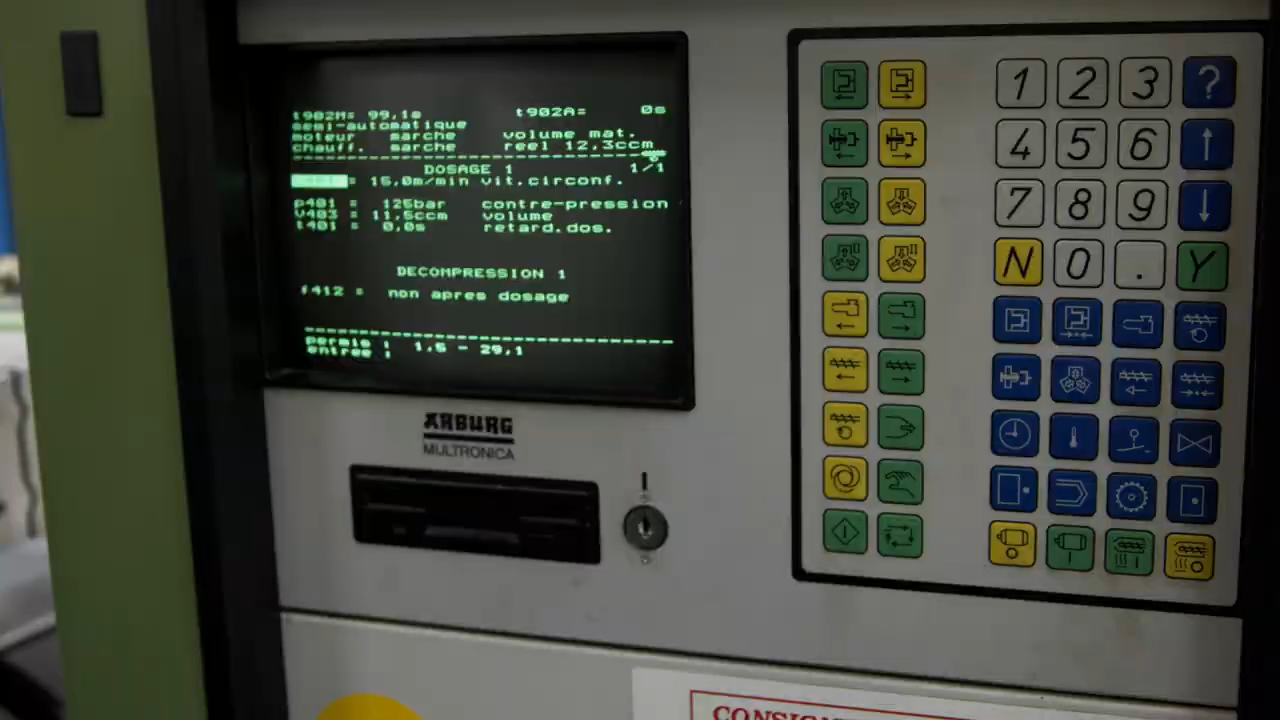 t902M= 99,1s t902A= 0s
semi-automatique
moteur marche volume mat.
chauff. marche reel 12,3ccm
DOSAGE 1 1/1
= 15,0m/min vit.circonf.
p401 = 125bar contre-pression
V403 = 11,5ccm volume
t401 = 0,0s retard.dos.
DECOMPRESSION 1
f412 = non apres dosage
permis : 1,5 - 29,1
entree :
ARBURG
MULTRONICA
1 2 3 ?
4 5 6
7 8 9
N 0 . Y